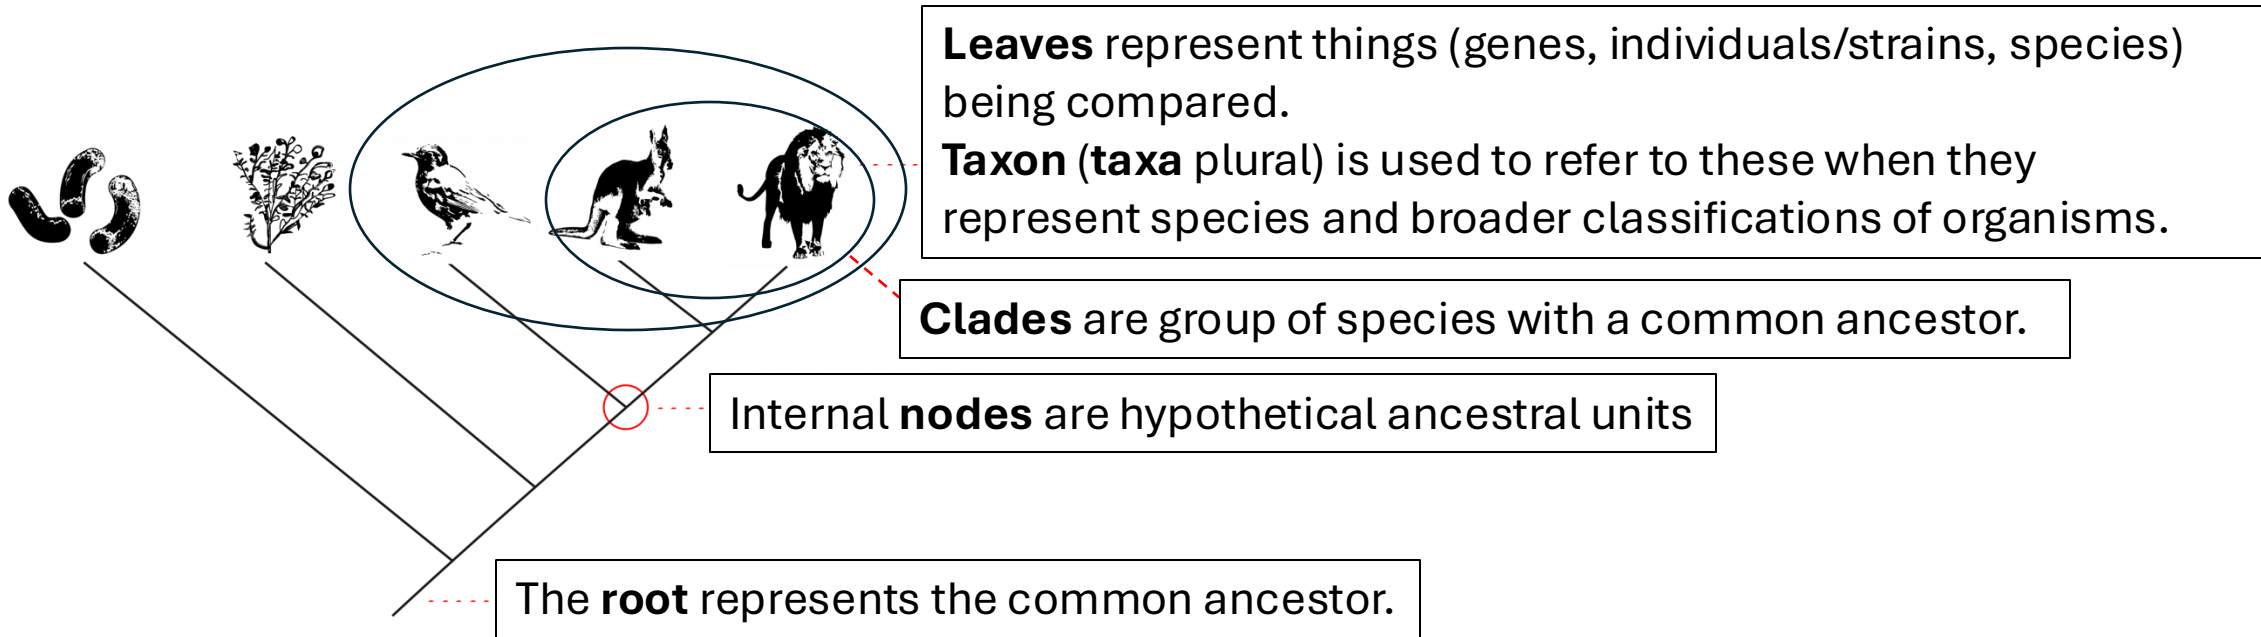 Leaves represent things (genes, individuals/strains, species)
being compared.
Taxon (taxa plural) is used to refer to these when they
represent species and broader classifications of organisms.
Clades are group of species with a common ancestor.
Internal nodes are hypothetical ancestral units
The root represents the common ancestor.